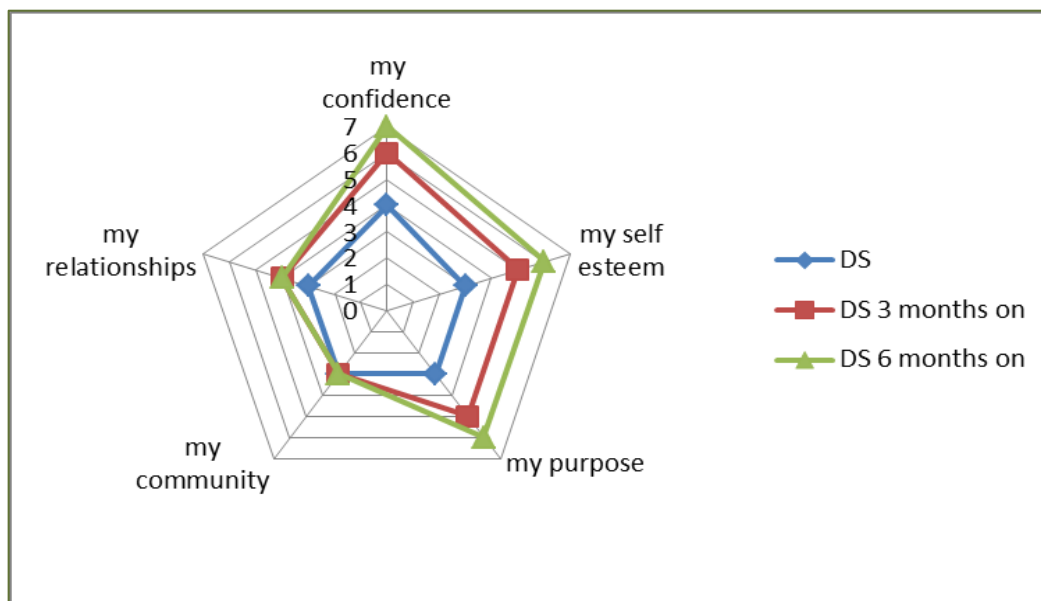 my
confidence
7
6
5
4
3
2
1
0
my self
esteem
my purpose
my
community
my
relationships
DS
DS 3 months on
DS 6 months on